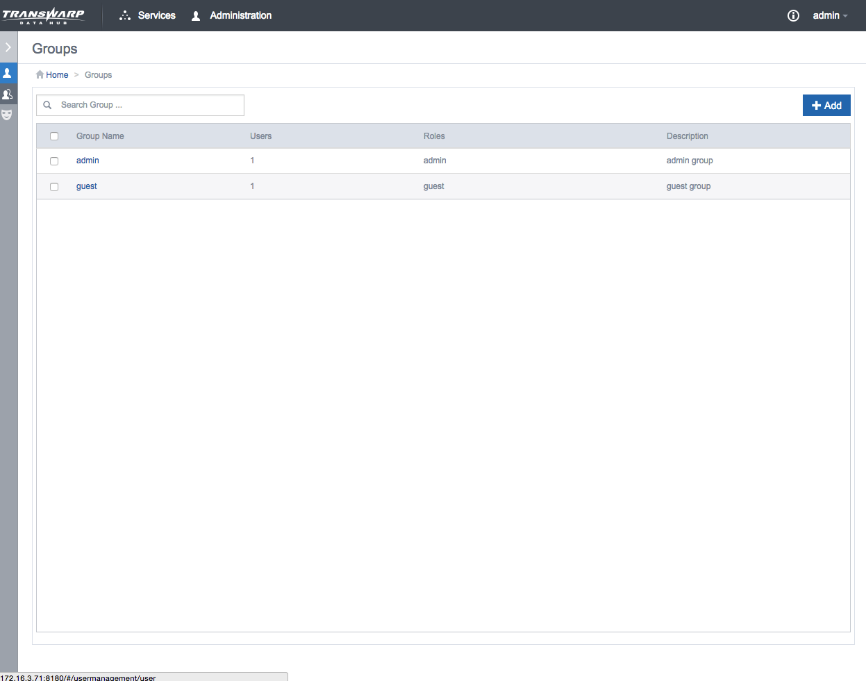 TRANSWARP
DATA HUB
Services
Administration
admin
Groups
Home > Groups
Search Group ...
Add
Group Name Users Roles Description
admin 1 admin admin group
guest 1 guest guest group
172.16.3.71:8180/#/usermanagement/user